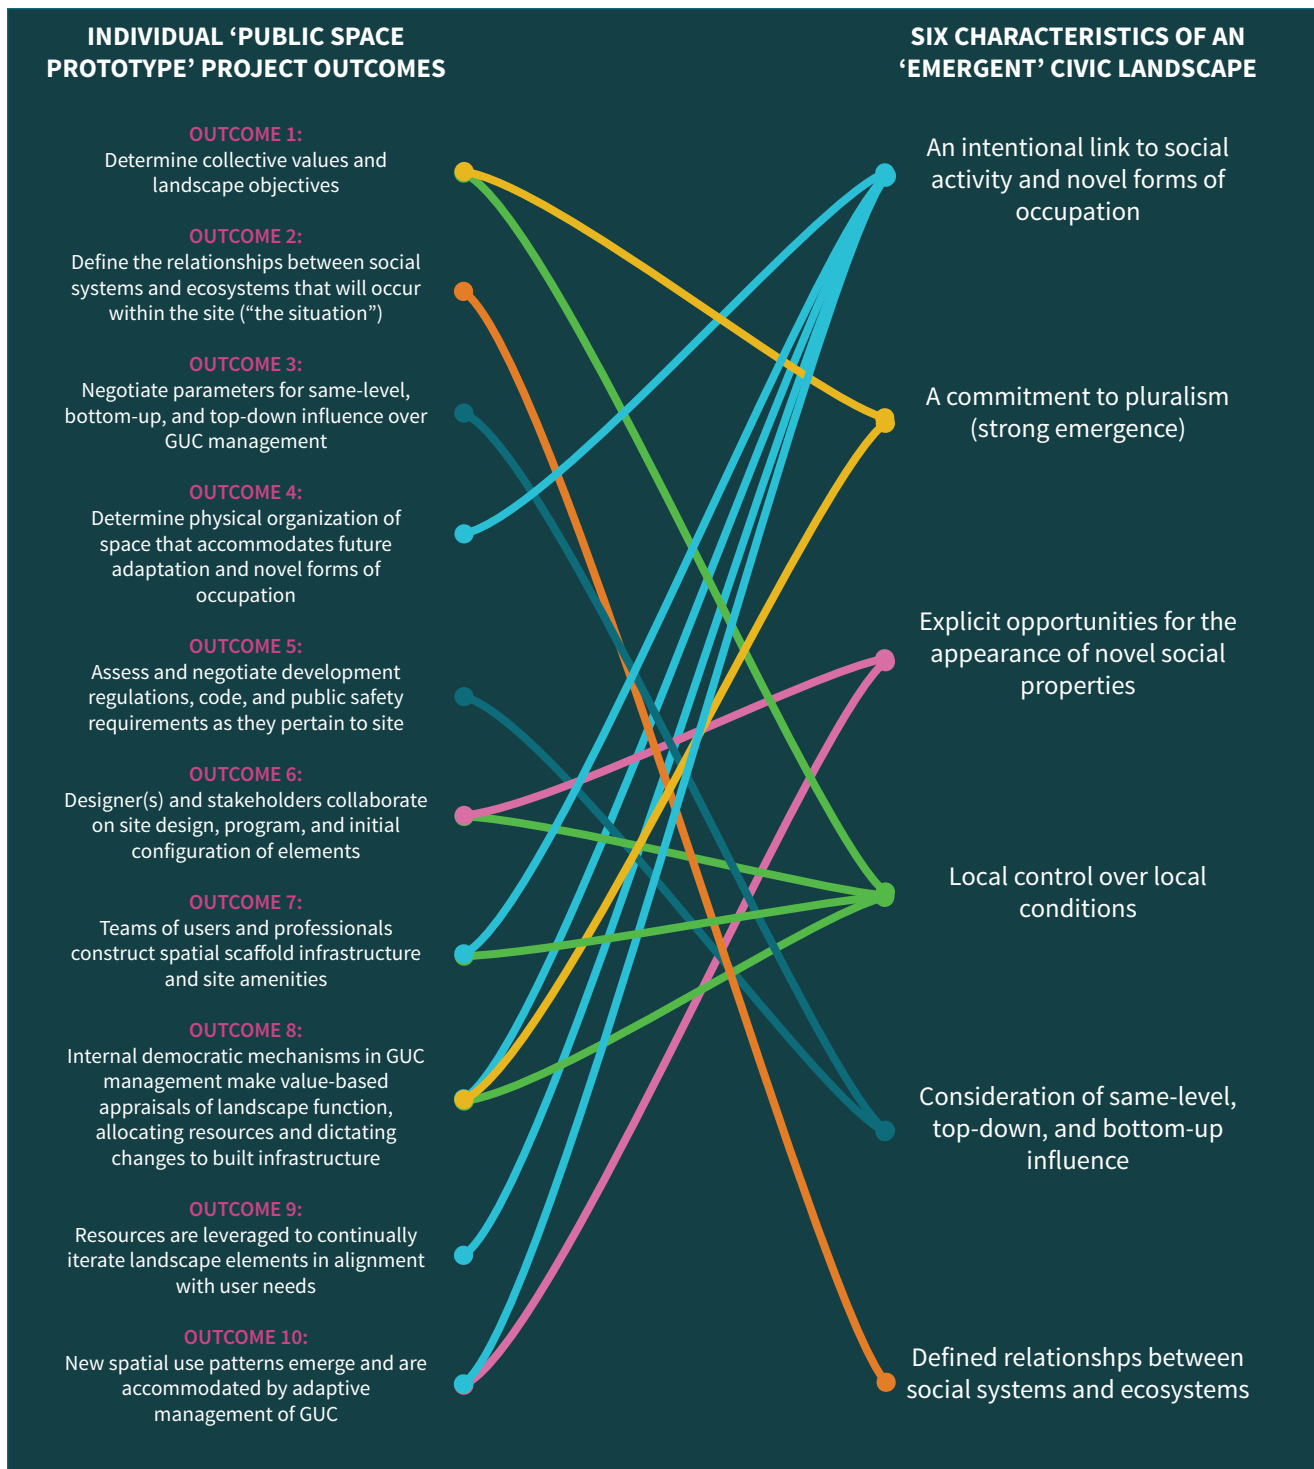 INDIVIDUAL ‘PUBLIC SPACE
PROTOTYPE’ PROJECT OUTCOMES
OUTCOME 1:
Determine collective values and
landscape objectives
OUTCOME 2:
Define the relationships between social
systems and ecosystems that will occur
within the site (“the situation”)
OUTCOME 3:
Negotiate parameters for same-level,
bottom-up, and top-down influence over
GUC management
OUTCOME 4:
Determine physical organization of
space that accommodates future
adaptation and novel forms of
occupation
OUTCOME 5:
Assess and negotiate development
regulations, code, and public safety
requirements as they pertain to site
OUTCOME 6:
Designer(s) and stakeholders collaborate
on site design, program, and initial
configuration of elements
OUTCOME 7:
Teams of users and professionals
construct spatial scaffold infrastructure
and site amenities
OUTCOME 8:
Internal democratic mechanisms in GUC
management make value-based
appraisals of landscape function,
allocating resources and dictating
changes to built infrastructure
OUTCOME 9:
Resources are leveraged to continually
iterate landscape elements in alignment
with user needs
OUTCOME 10:
New spatial use patterns emerge and are
accommodated by adaptive
management of GUC
SIX CHARACTERISTICS OF AN
‘EMERGENT’ CIVIC LANDSCAPE
An intentional link to social
activity and novel forms of
occupation
A commitment to pluralism
(strong emergence)
Explicit opportunities for the
appearance of novel social
properties
Local control over local
conditions
Consideration of same-level,
top-down, and bottom-up
influence
Defined relationshps between
social systems and ecosystems